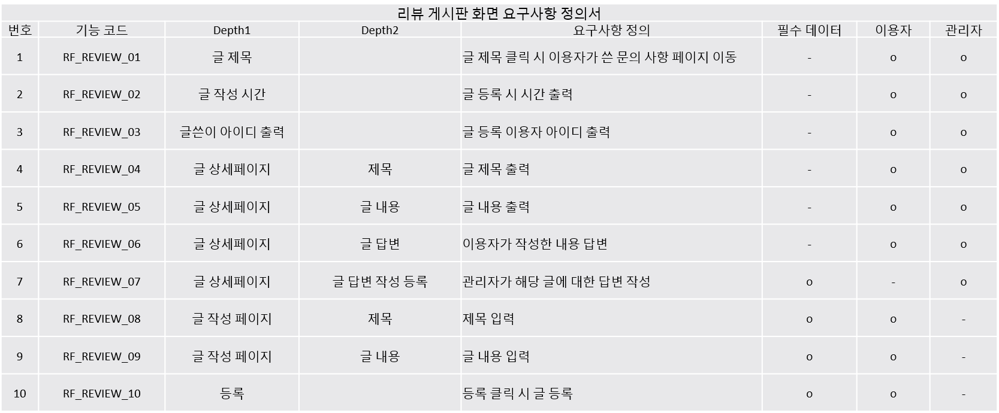 리뷰 게시판 화면 요구사항 정의서
번호 기능 코드 Depth1 Depth2 요구사항 정의 필수 데이터 이용자 관리자
1 RF_REVIEW_01 글 제목 글 제목 클릭 시 이용자가 쓴 문의 사항 페이지 이동 - o o
2 RF_REVIEW_02 글 작성 시간 글 등록 시 시간 출력 - o o
3 RF_REVIEW_03 글쓴이 아이디 출력 글 등록 이용자 아이디 출력 - o o
4 RF_REVIEW_04 글 상세페이지 제목 글 제목 출력 - o o
5 RF_REVIEW_05 글 상세페이지 글 내용 글 내용 출력 - o o
6 RF_REVIEW_06 글 상세페이지 글 답변 이용자가 작성한 내용 답변 - o o
7 RF_REVIEW_07 글 상세페이지 글 답변 작성 등록 관리자가 해당 글에 대한 답변 작성 o - o
8 RF_REVIEW_08 글 작성 페이지 제목 제목 입력 o o -
9 RF_REVIEW_09 글 작성 페이지 글 내용 글 내용 입력 o o -
10 RF_REVIEW_10 등록 등록 클릭 시 글 등록 o o -